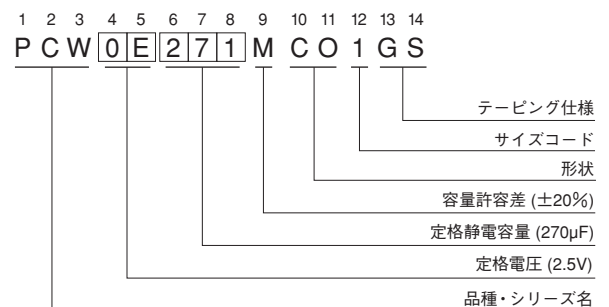 1 2 3 4 5 6 7 8 9 10 11 12 13 14
P C W 0 E 2 7 1 M C O 1 G S
テーピング仕様
サイズコード
形状
容量許容差 (±20%)
定格静電容量 (270µF)
定格電圧 (2.5V)
品種・シリーズ名